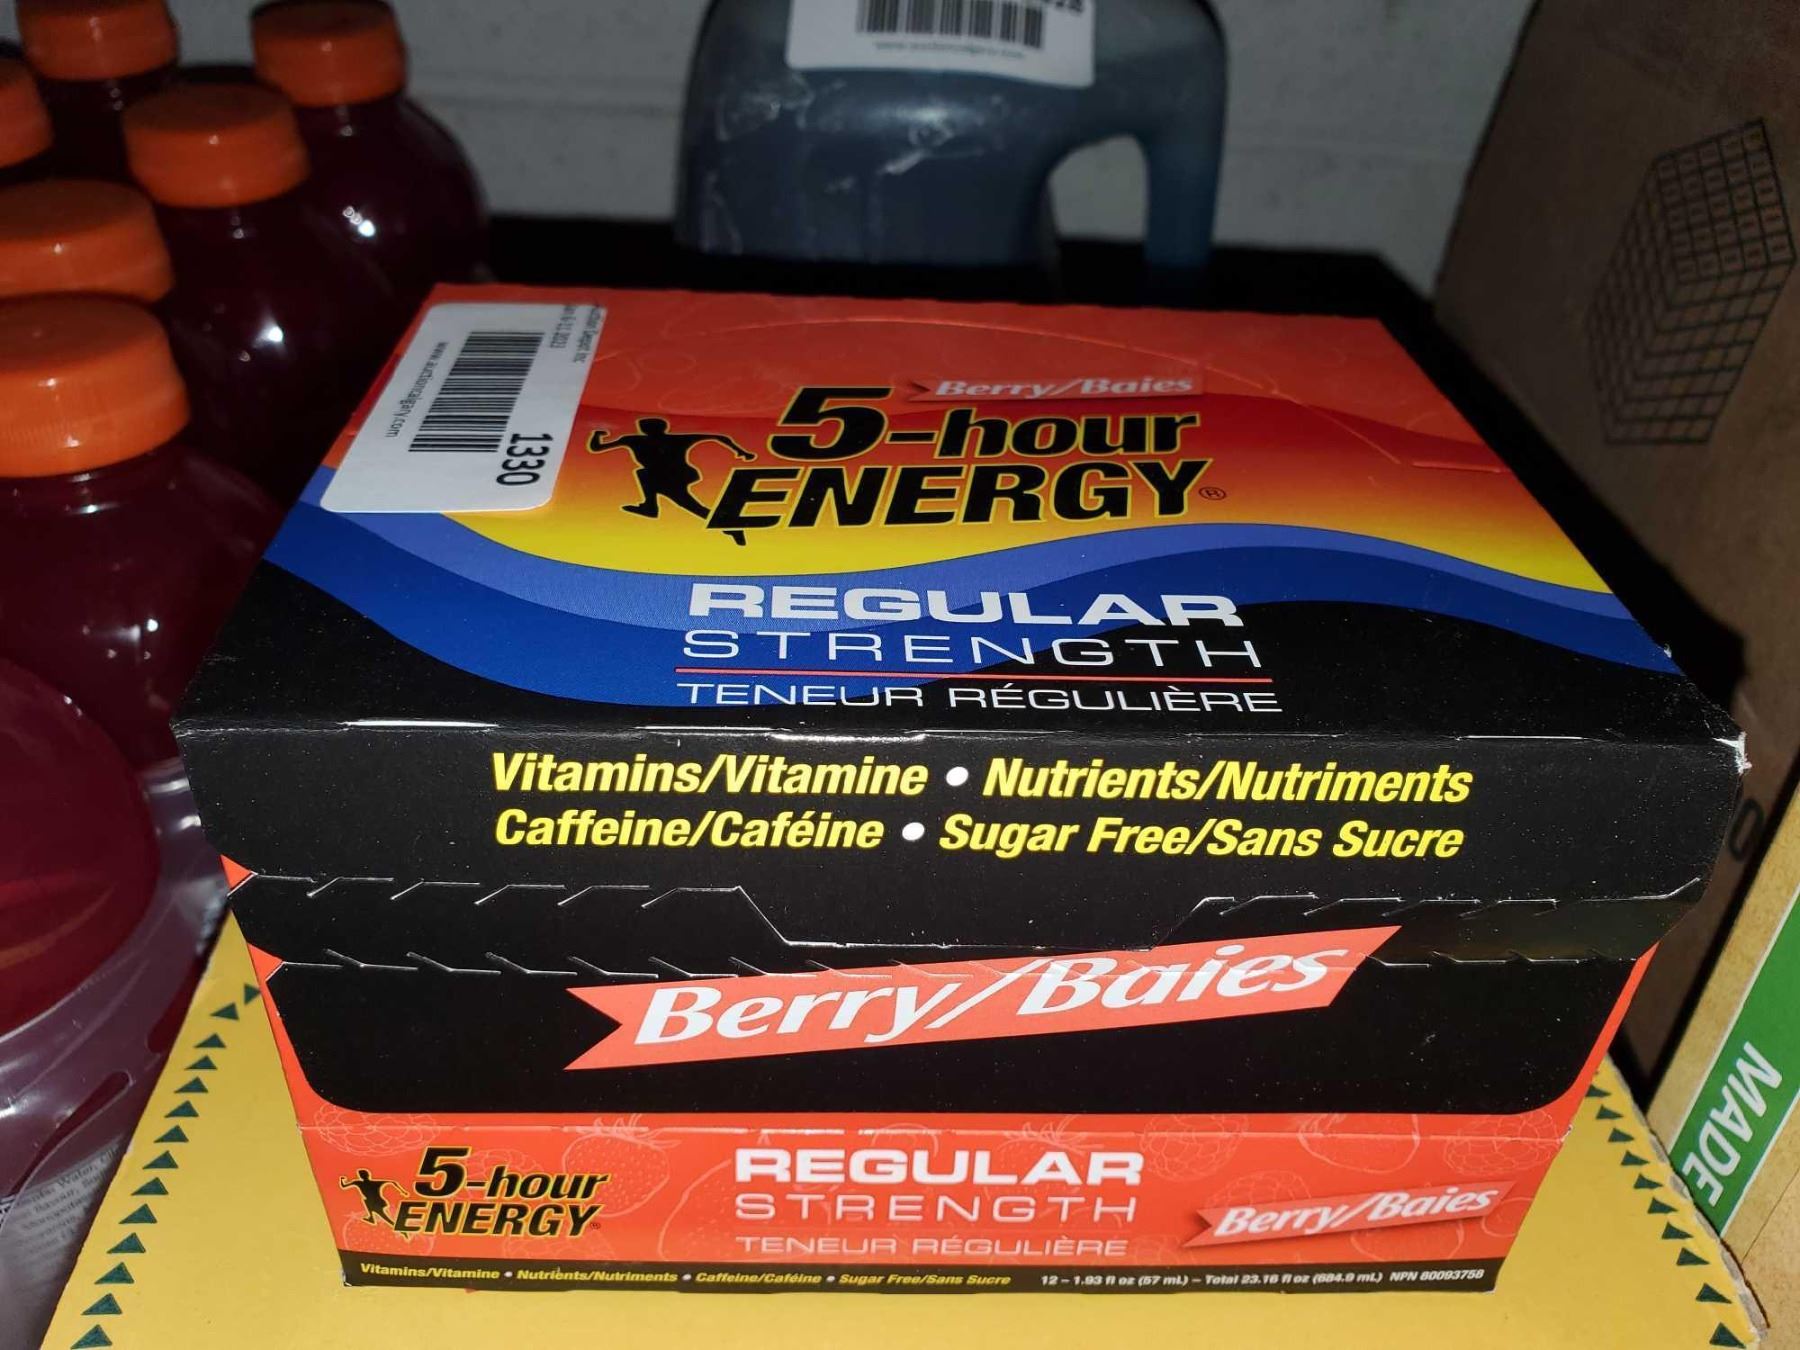 1330
www.auctioncalgary.com
Berry/Baies
5-hour
ENERGY®
REGULAR
STRENGTH
TENEUR RÉGULIÈRE
Vitamins/Vitamine • Nutrients/Nutriments
Caffeine/Caféine • Sugar Free/Sans Sucre
Berry/Baies
5-hour
ENERGY®
REGULAR
STRENGTH
TENEUR RÉGULIÈRE
Berry/Baies
Vitamins/Vitamine • Nutrients/Nutriments • Caffeine/Caféine • Sugar Free/Sans Sucre
12 – 1.93 fl oz (57 mL) – Total 23.16 fl oz (684.9 mL) NPN 80093758
MADE